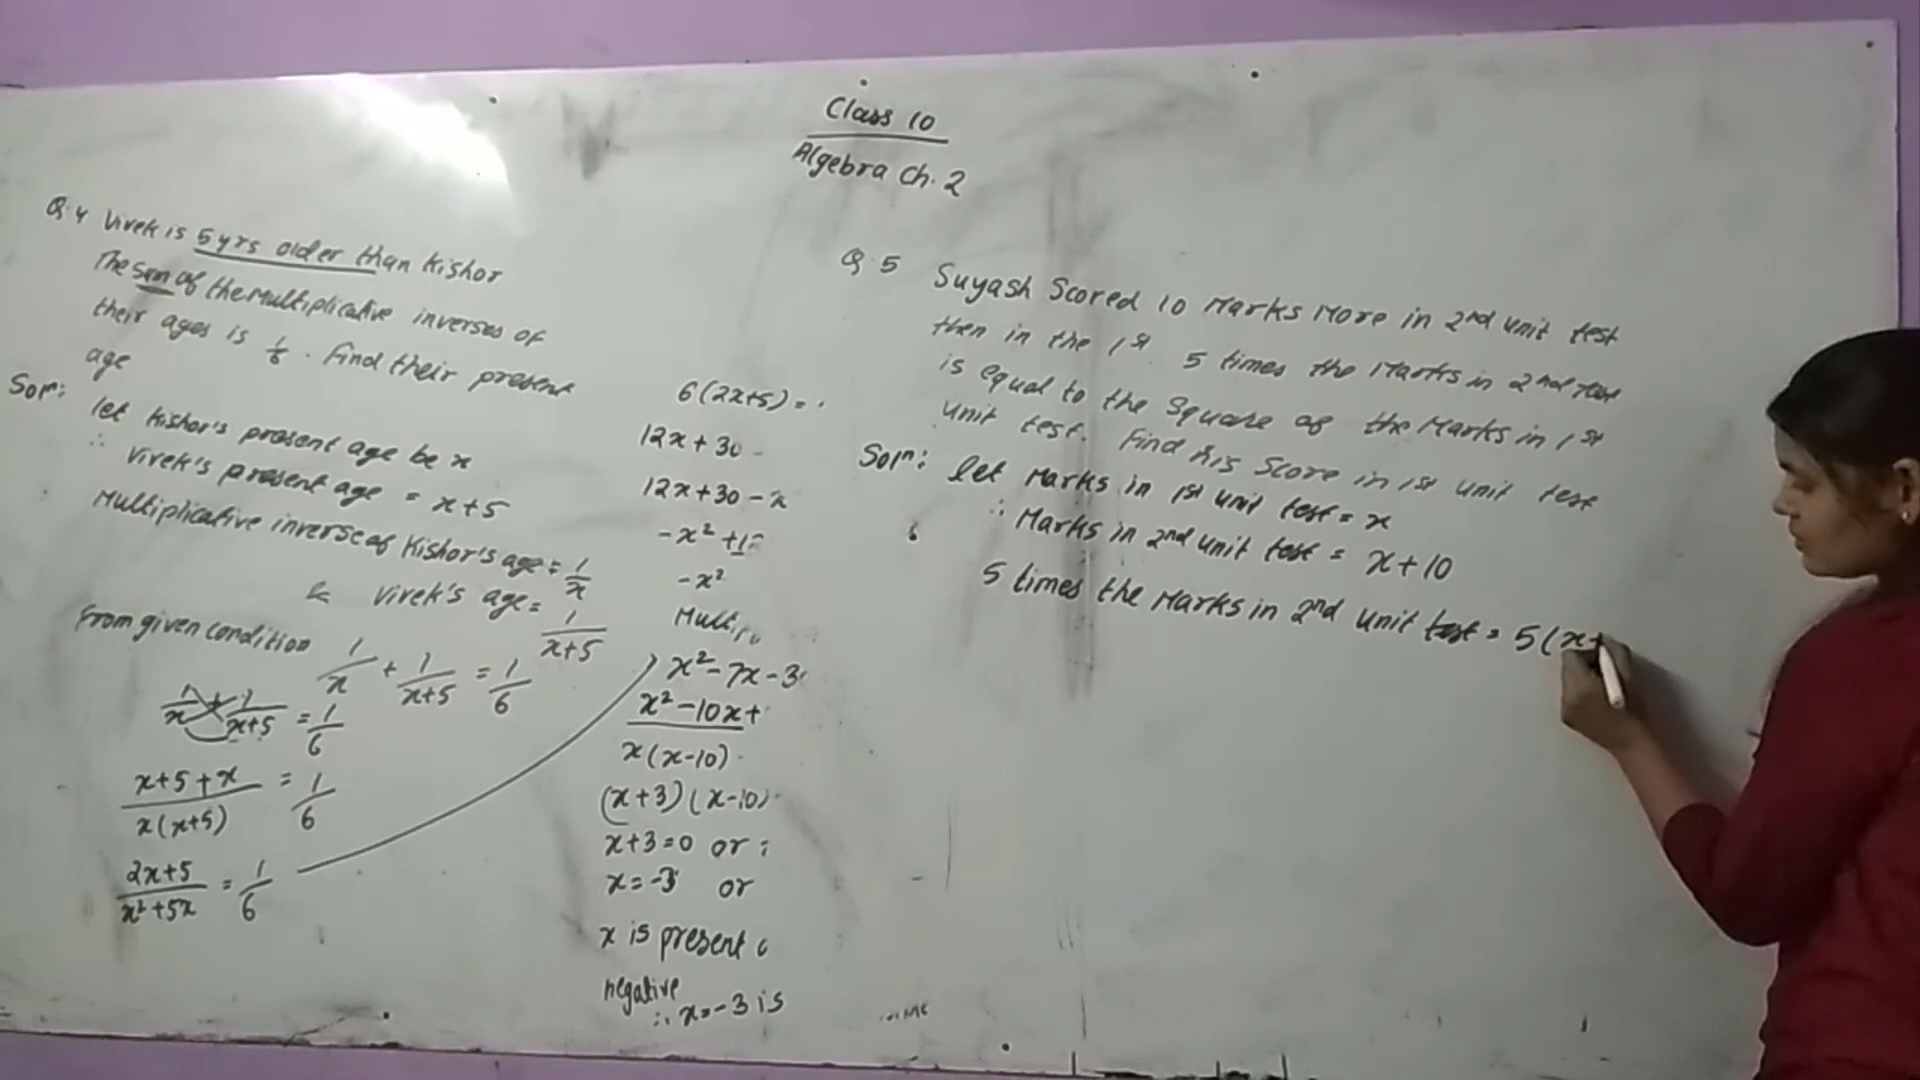 Class 10
Algebra Ch. 2
Q.4 Vivek is 5 yrs older than Kishor
The sum of the Multiplicative inverses of
their ages is 1/6. Find their present
age
Solⁿ: let Kishor's present age be x
∴ Vivek's present age = x+5
Multiplicative inverse of Kishor's age = 1/x
& Vivek's age = 1/(x+5)
From given condition 1/x + 1/(x+5) = 1/6
1/x + 1/(x+5) = 1/6
(x+5+x)/(x(x+5)) = 1/6
(2x+5)/(x²+5x) = 1/6
6(2x+5) =
12x+30 -
12x+30 -
-x² +
-x²
x²-7x-3
x²-10x+
x(x-10)
(x+3)(x-10)
x+3=0 or
x=-3 or
x is present
negative
∴ x=-3 is
Q.5 Suyash Scored 10 Marks More in 2nd unit test
then in the 1st. 5 times the Marks in 2nd test
is equal to the Square of the Marks in 1st
unit test. Find his Score in 1st unit test
Solⁿ: let Marks in 1st unit test = x
∴ Marks in 2nd unit test = x+10
5 times the Marks in 2nd unit test = 5(x+